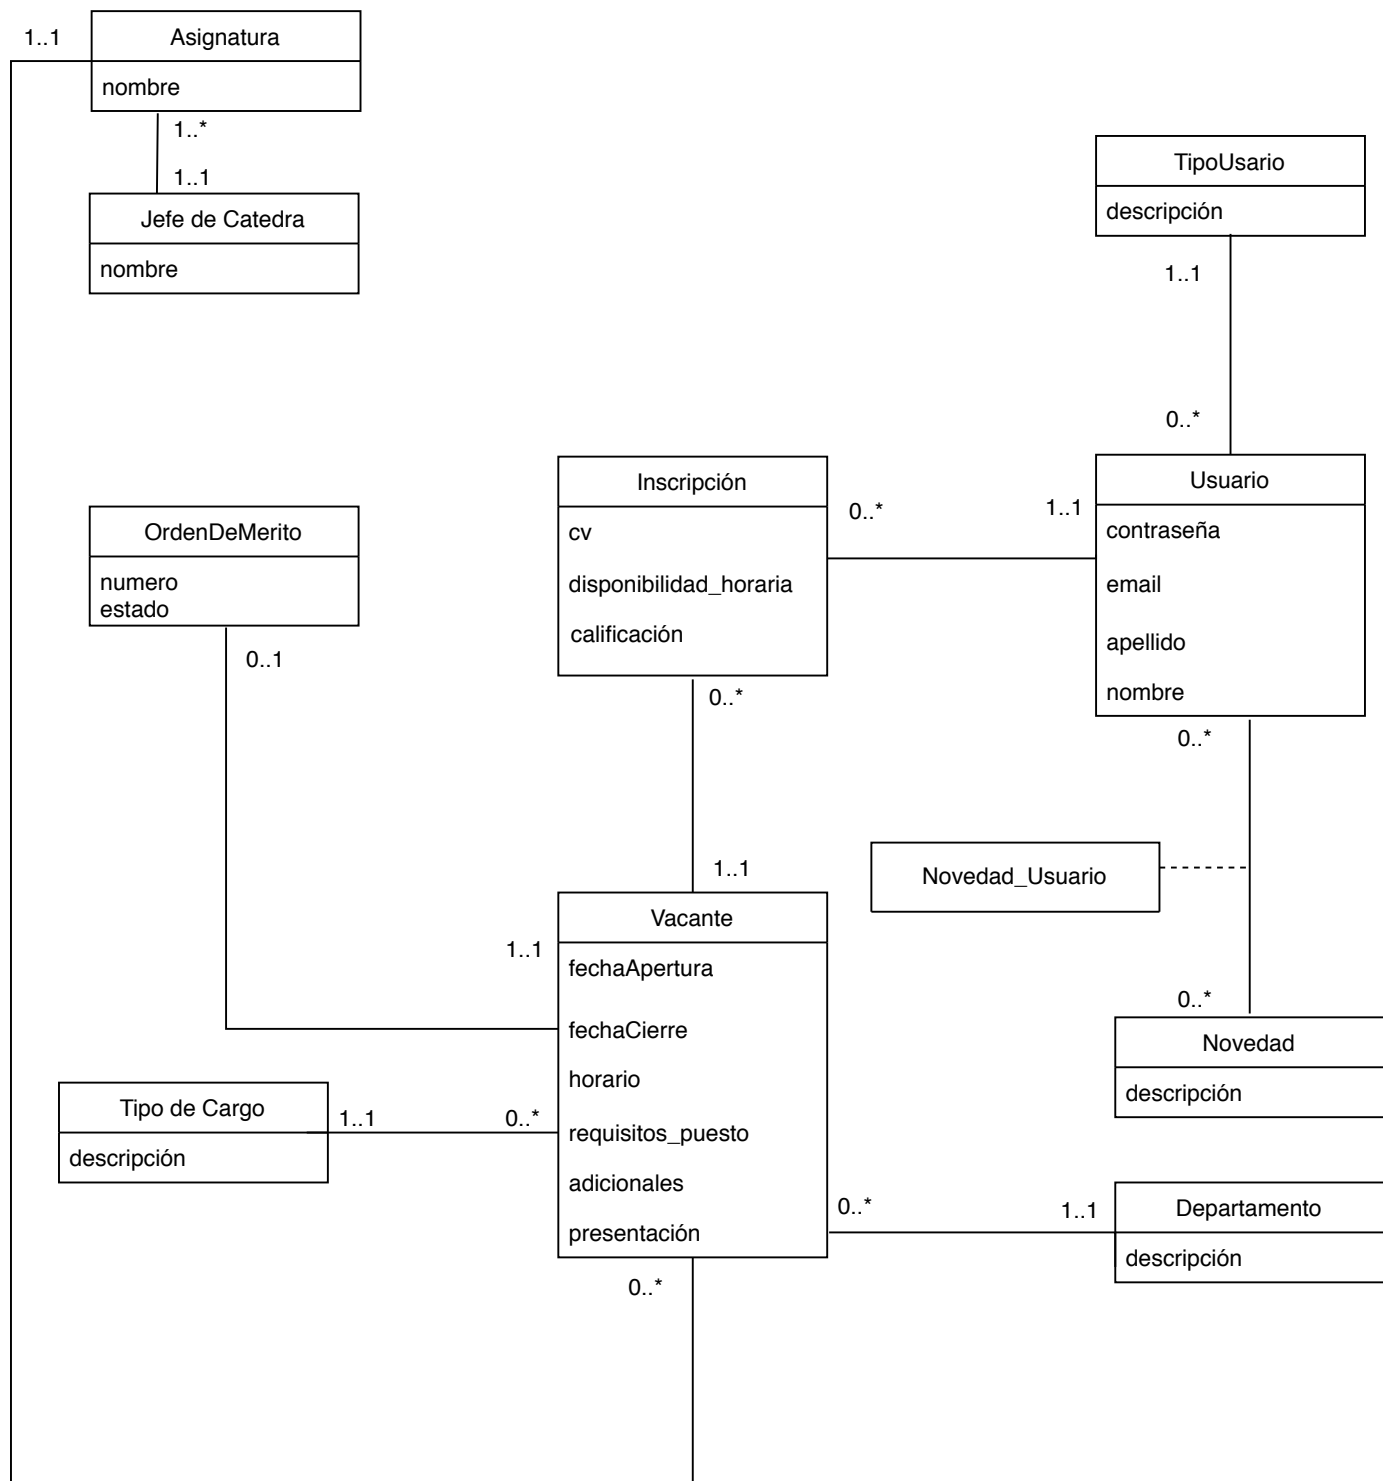 1..1
Asignatura
nombre
1..*
1..1
Jefe de Catedra
nombre
TipoUsario
descripción
1..1
0..*
Usuario
contraseña
email
apellido
nombre
Inscripción
cv
disponibilidad_horaria
calificación
0..*
1..1
OrdenDeMerito
numero
estado
0..1
0..*
0..*
Novedad_Usuario
1..1
1..1
Vacante
fechaApertura
fechaCierre
horario
requisitos_puesto
adicionales
presentación
0..*
Novedad
descripción
Tipo de Cargo
descripción
1..1
0..*
0..*
1..1
Departamento
descripción
0..*